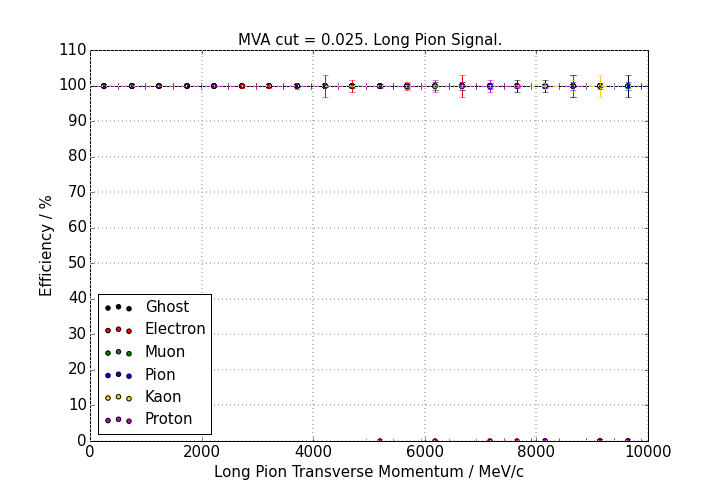 MVA cut = 0.025. Long Pion Signal.
110
100
90
80
70
60
50
40
30
20
10
0
Efficiency / %
Ghost
Electron
Muon
Pion
Kaon
Proton
0 2000 4000 6000 8000 10000
Long Pion Transverse Momentum / MeV/c